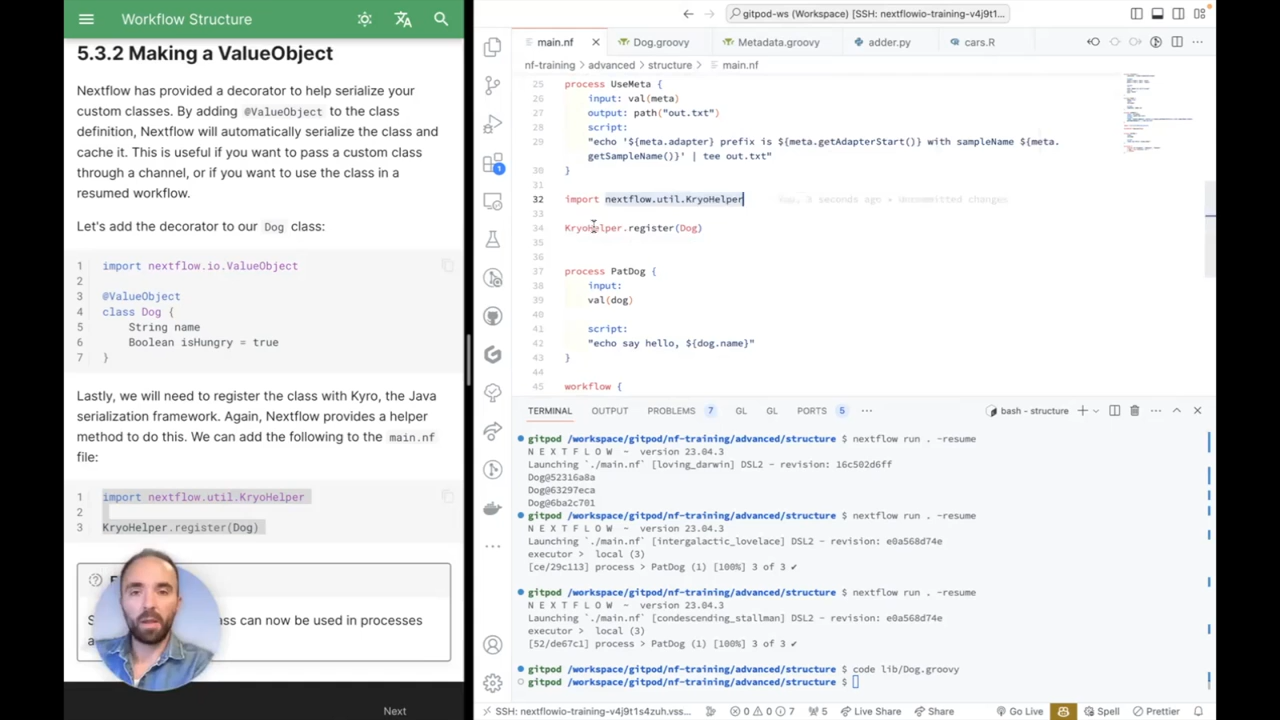 Workflow Structure
5.3.2 Making a ValueObject
Nextflow has provided a decorator to help serialize your
custom classes. By adding @ValueObject to the class
definition, Nextflow will automatically serialize the class and
cache it. This is useful if you want to pass a custom class
through a channel, or if you want to use the class in a
resumed workflow.
Let's add the decorator to our Dog class:
1 import nextflow.io.ValueObject
2
3 @ValueObject
4 class Dog {
5 String name
6 Boolean isHungry = true
7 }
Lastly, we will need to register the class with Kyro, the Java
serialization framework. Again, Nextflow provides a helper
method to do this. We can add the following to the main.nf
file:
1 import nextflow.util.KryoHelper
2
3 KryoHelper.register(Dog)
can now be used in processes
Next
gitpod-ws (Workspace) [SSH: nextflowio-training-v4j9t1...
main.nf
Dog.groovy
Metadata.groovy
adder.py
cars.R
nf-training > advanced > structure > main.nf
25 process UseMeta {
26 input: val(meta)
27 output: path("out.txt")
28 script:
29 "echo '${meta.adapter} prefix is ${meta.getAdapterStart()} with sampleName ${meta.
getSampleName()}' | tee out.txt"
30 }
31
32 import nextflow.util.KryoHelper
seconds ago • Uncommitted changes
33
34 KryoHelper.register(Dog)
35
36
37 process PatDog {
38 input:
39 val(dog)
40
41 script:
42 "echo say hello, ${dog.name}"
43 }
44
45 workflow {
1
TERMINAL OUTPUT PROBLEMS 7 GL GL PORTS 5 ...
bash - structure
gitpod /workspace/gitpod/nf-training/advanced/structure $ nextflow run . -resume
N E X T F L O W ~ version 23.04.3
Launching `./main.nf` [loving_darwin] DSL2 - revision: 16c502d6ff
Dog@52316a8a
Dog@63297eca
Dog@6ba2c701
gitpod /workspace/gitpod/nf-training/advanced/structure $ nextflow run . -resume
N E X T F L O W ~ version 23.04.3
Launching `./main.nf` [intergalactic_lovelace] DSL2 - revision: e0a568d74e
executor > local (3)
[ce/29c113] process > PatDog (1) [100%] 3 of 3 ✔
gitpod /workspace/gitpod/nf-training/advanced/structure $ nextflow run . -resume
N E X T F L O W ~ version 23.04.3
Launching `./main.nf` [condescending_stallman] DSL2 - revision: e0a568d74e
executor > local (3)
[52/de67c1] process > PatDog (1) [100%] 3 of 3 ✔
gitpod /workspace/gitpod/nf-training/advanced/structure $ code lib/Dog.groovy
gitpod /workspace/gitpod/nf-training/advanced/structure $
SSH: nextflowio-training-v4j9t1s4zuh.vss... 0 0 7 5 Live Share Share Go Live Spell Prettier